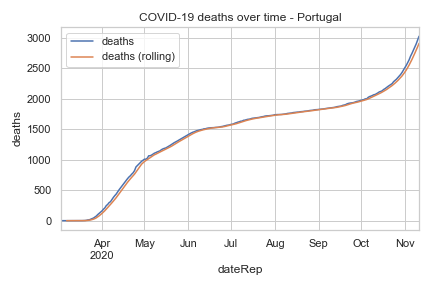 COVID-19 deaths over time - Portugal
deaths
deaths (rolling)
3000
2500
2000
1500
1000
500
0
deaths
Apr May Jun Jul Aug Sep Oct Nov
2020
dateRep